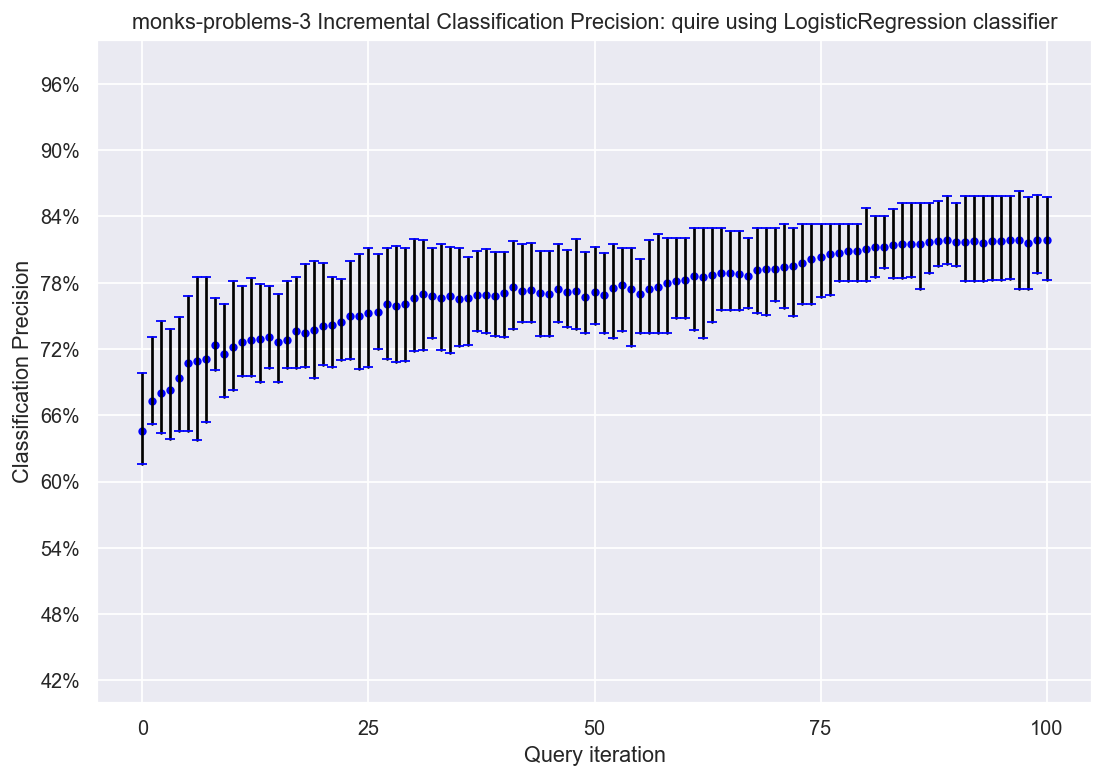 monks-problems-3 Incremental Classification Precision: quire using LogisticRegression classifier
96%
90%
84%
78%
72%
66%
60%
54%
48%
42%
Classification Precision
0 25 50 75 100
Query iteration